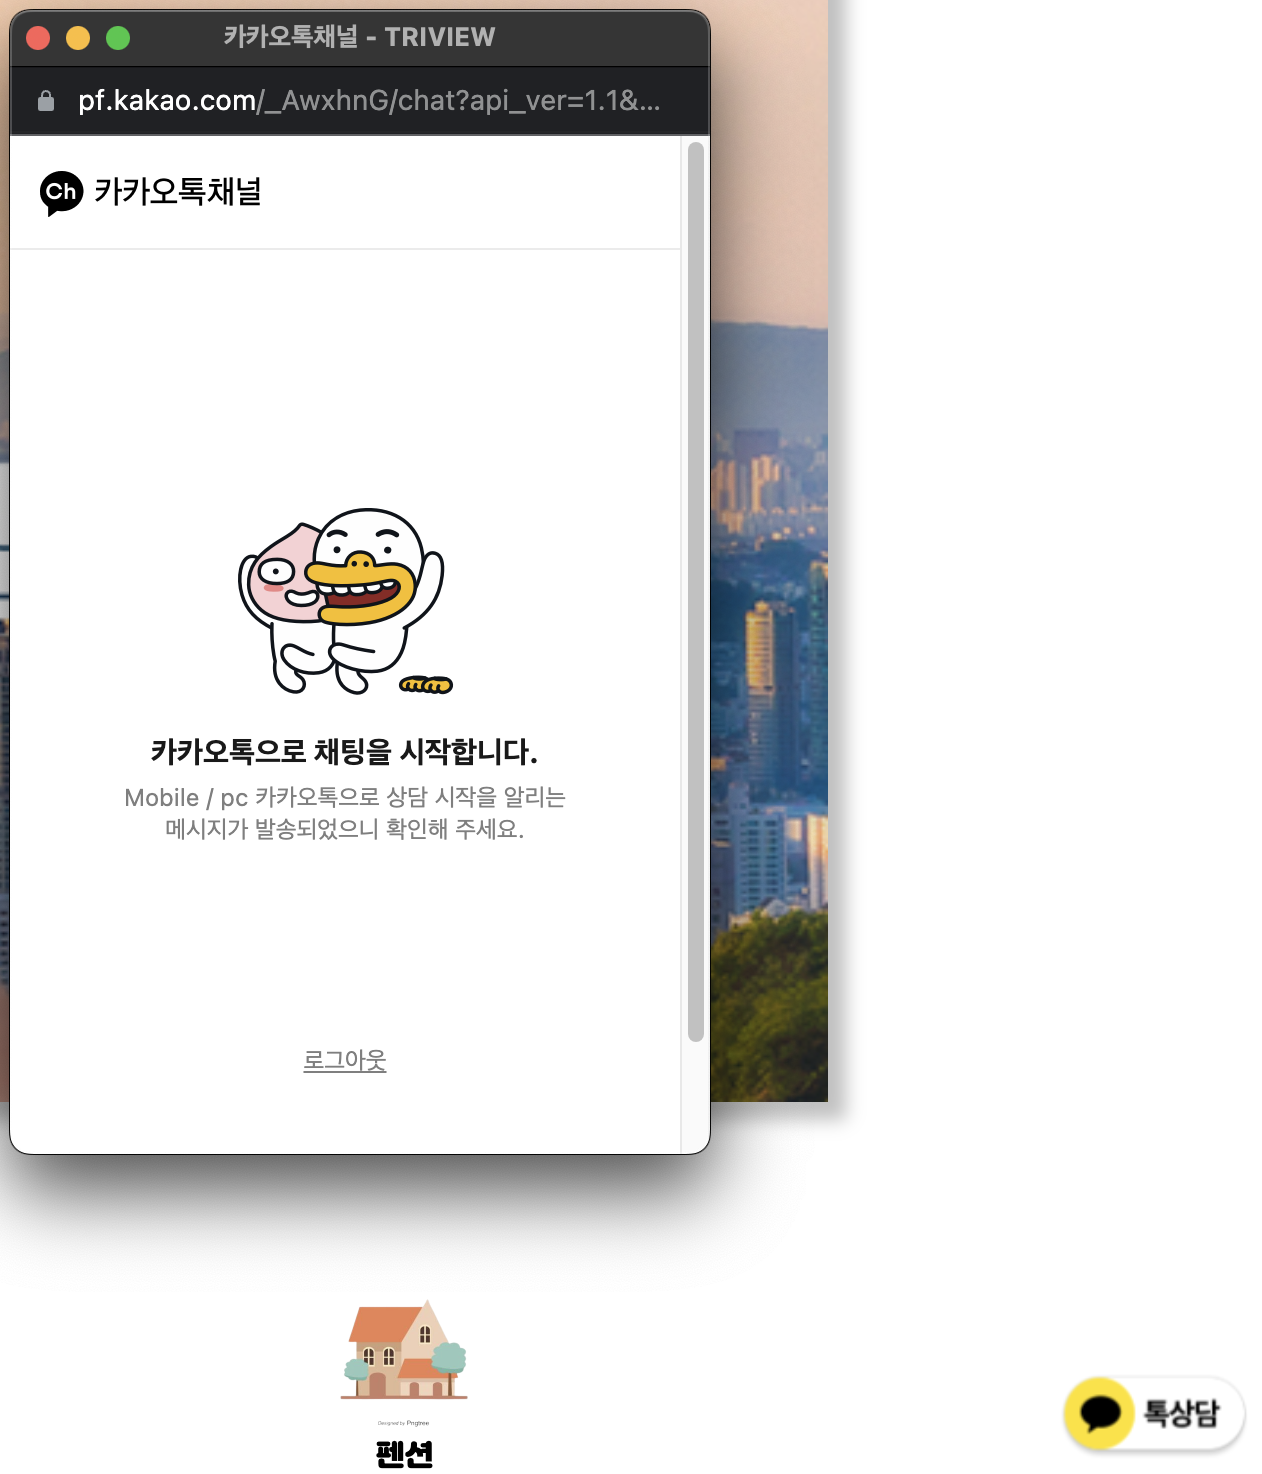 카카오톡채널 - TRIVIEW
pf.kakao.com/_AwxhnG/chat?api_ver=1.1&...
Ch 카카오톡채널
카카오톡으로 채팅을 시작합니다.
Mobile / pc 카카오톡으로 상담 시작을 알리는
메시지가 발송되었으니 확인해 주세요.
로그아웃
Designed by Pngtree
펜션
톡상담